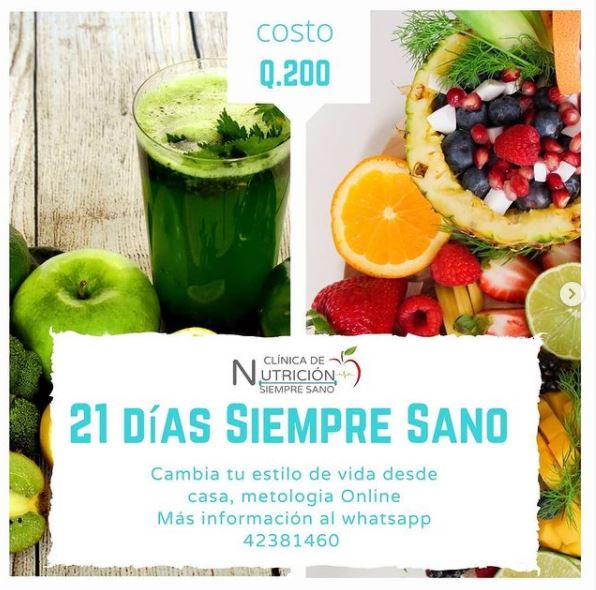 costo
Q.200
CLÍNICA DE
NUTRICIÓN
SIEMPRE SANO
21 DÍAS SIEMPRE SANO
Cambia tu estilo de vida desde
casa, metologia Online
Más información al whatsapp
42381460